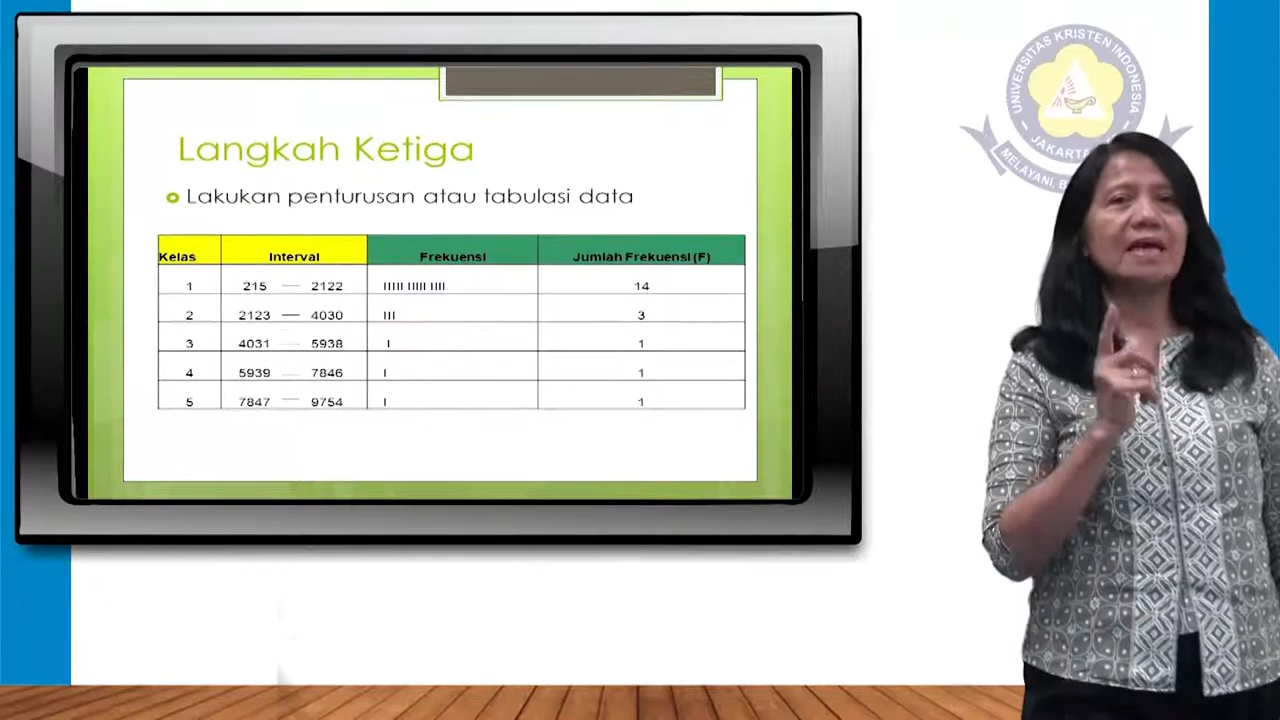 Langkah Ketiga
Lakukan penturusan atau tabulasi data
Kelas Interval Frekuensi Jumlah Frekuensi (F)
1 215 — 2122 IIIII IIIII IIII 14
2 2123 — 4030 III 3
3 4031 — 5938 I 1
4 5939 — 7846 I 1
5 7847 — 9754 I 1
UNIVERSITAS KRISTEN INDONESIA
JAKARTA
MELAYANI, B